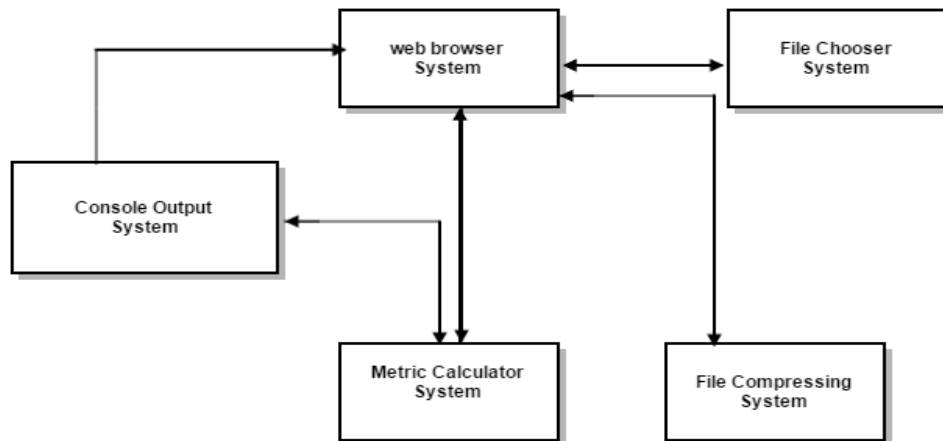 web browser
System
File Chooser
System
Console Output
System
Metric Calculator
System
File Compressing
System